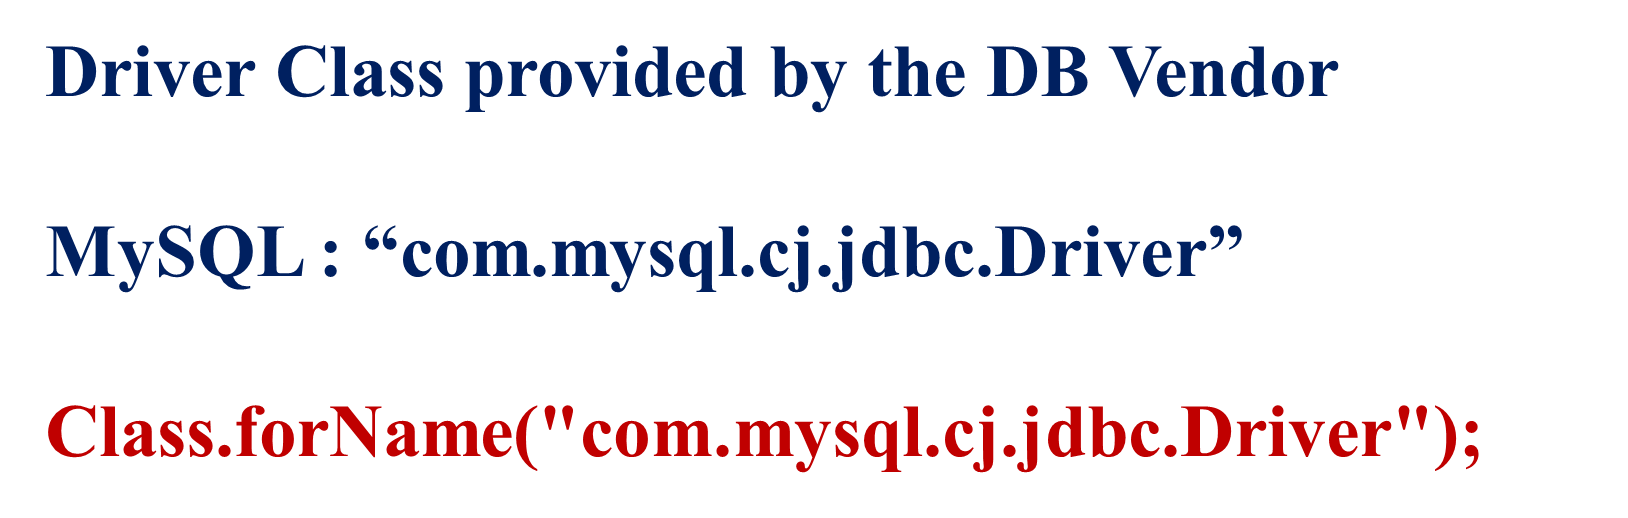 Driver Class provided by the DB Vendor
MySQL : “com.mysql.cj.jdbc.Driver”
Class.forName("com.mysql.cj.jdbc.Driver");